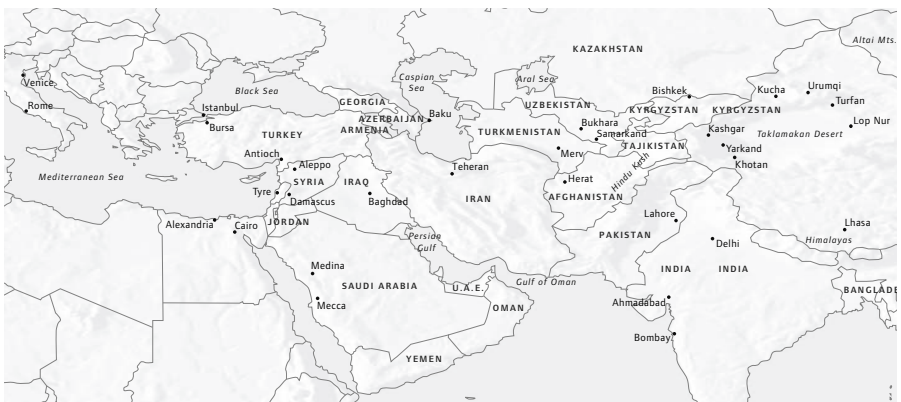 KAZAKHSTAN
Altai Mts.
Venice
Rome
Black Sea
Caspian
Sea
Aral Sea
Bishkek
Kucha
Urumqi
Turfan
Istanbul
Bursa
GEORGIA
AZERBAIJAN
Baku
ARMENIA
UZBEKISTAN
KYRGYZSTAN
KYRGYZSTAN
Lop Nur
TURKEY
TURKMENISTAN
Bukhara
Samarkand
Kashgar
Taklamakan Desert
TAJIKISTAN
Yarkand
Merv
Khotan
Antioch
Aleppo
Teheran
Hindu Kush
Mediterranean Sea
SYRIA
IRAQ
Herat
Tyre
Damascus
Baghdad
IRAN
AFGHANISTAN
Alexandria
Cairo
JORDAN
Lahore
Lhasa
Persian
Gulf
PAKISTAN
Delhi
Himalayas
Medina
INDIA
INDIA
SAUDI ARABIA
U.A.E.
Gulf of Oman
BANGLADE
Mecca
OMAN
Ahmadabad
Bombay
YEMEN